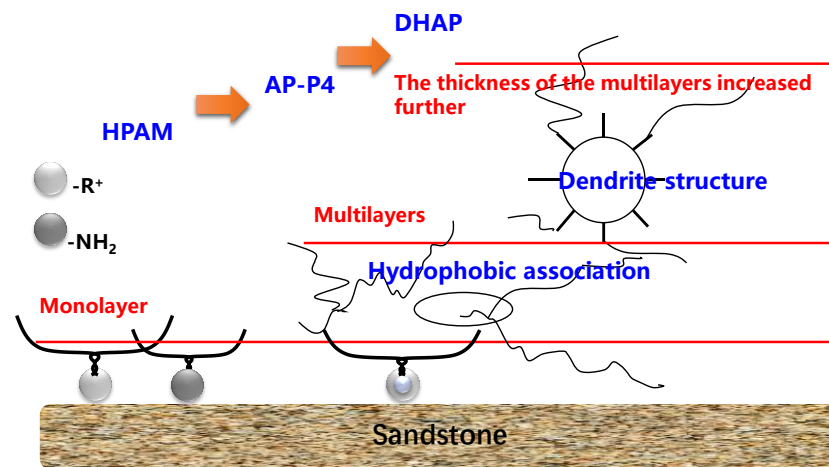 DHAP
AP-P4
The thickness of the multilayers increased
further
HPAM
-R⁺
Dendrite structure
Multilayers
-NH₂
Hydrophobic association
Monolayer
Sandstone